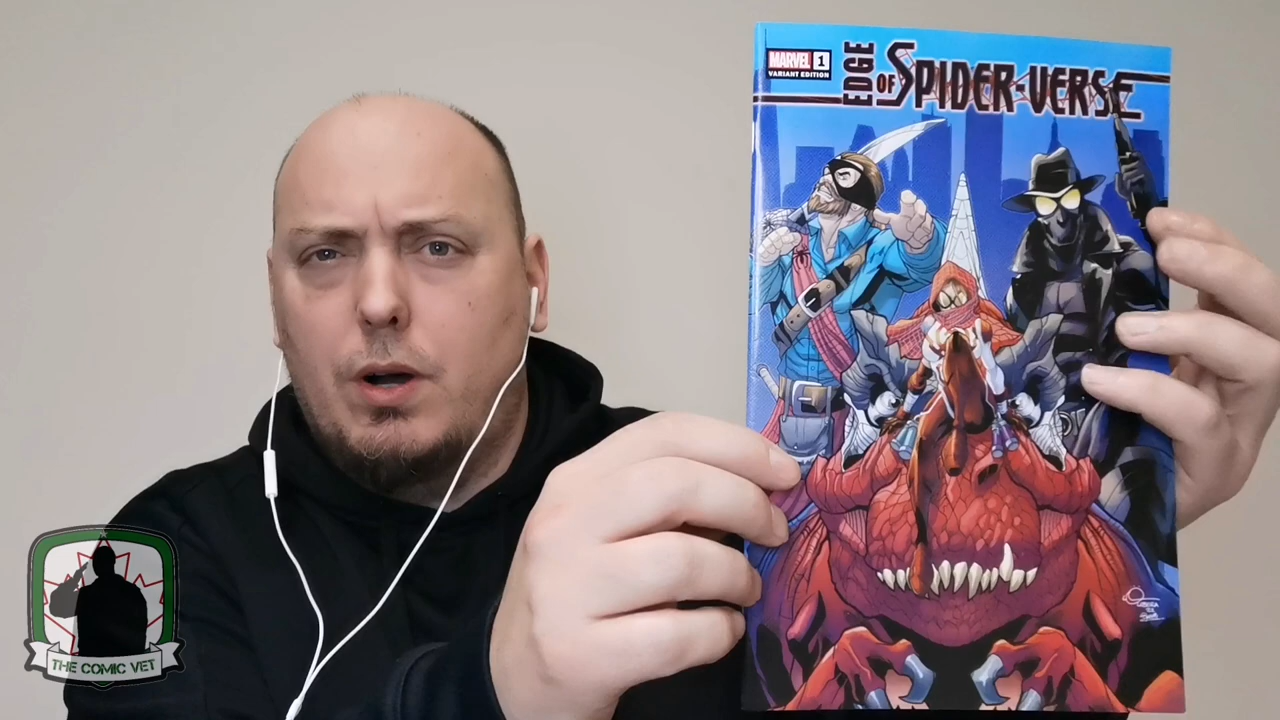 MARVEL
1
VARIANT EDITION
EDGE OF SPIDER-VERSE
THE COMIC VET